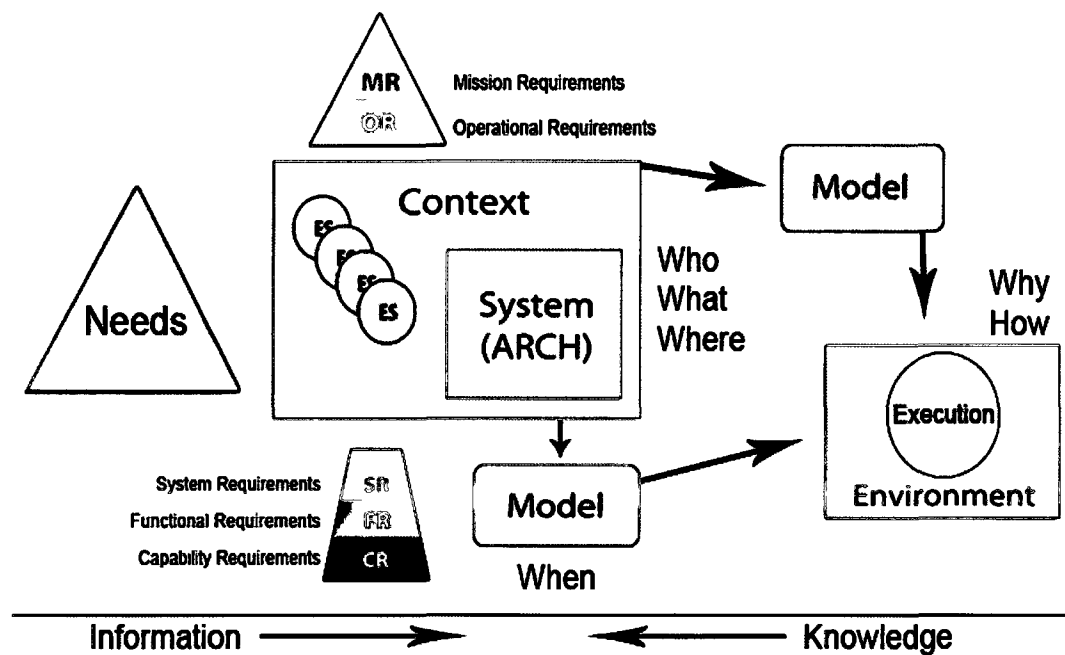 MR Mission Requirements
OR Operational Requirements
Context
Model
ES
ES
ES
ES
Needs
System
(ARCH)
Who
What
Where
Why
How
Execution
Environment
System Requirements SR
Functional Requirements FR
Capability Requirements CR
Model
When
Information
Knowledge